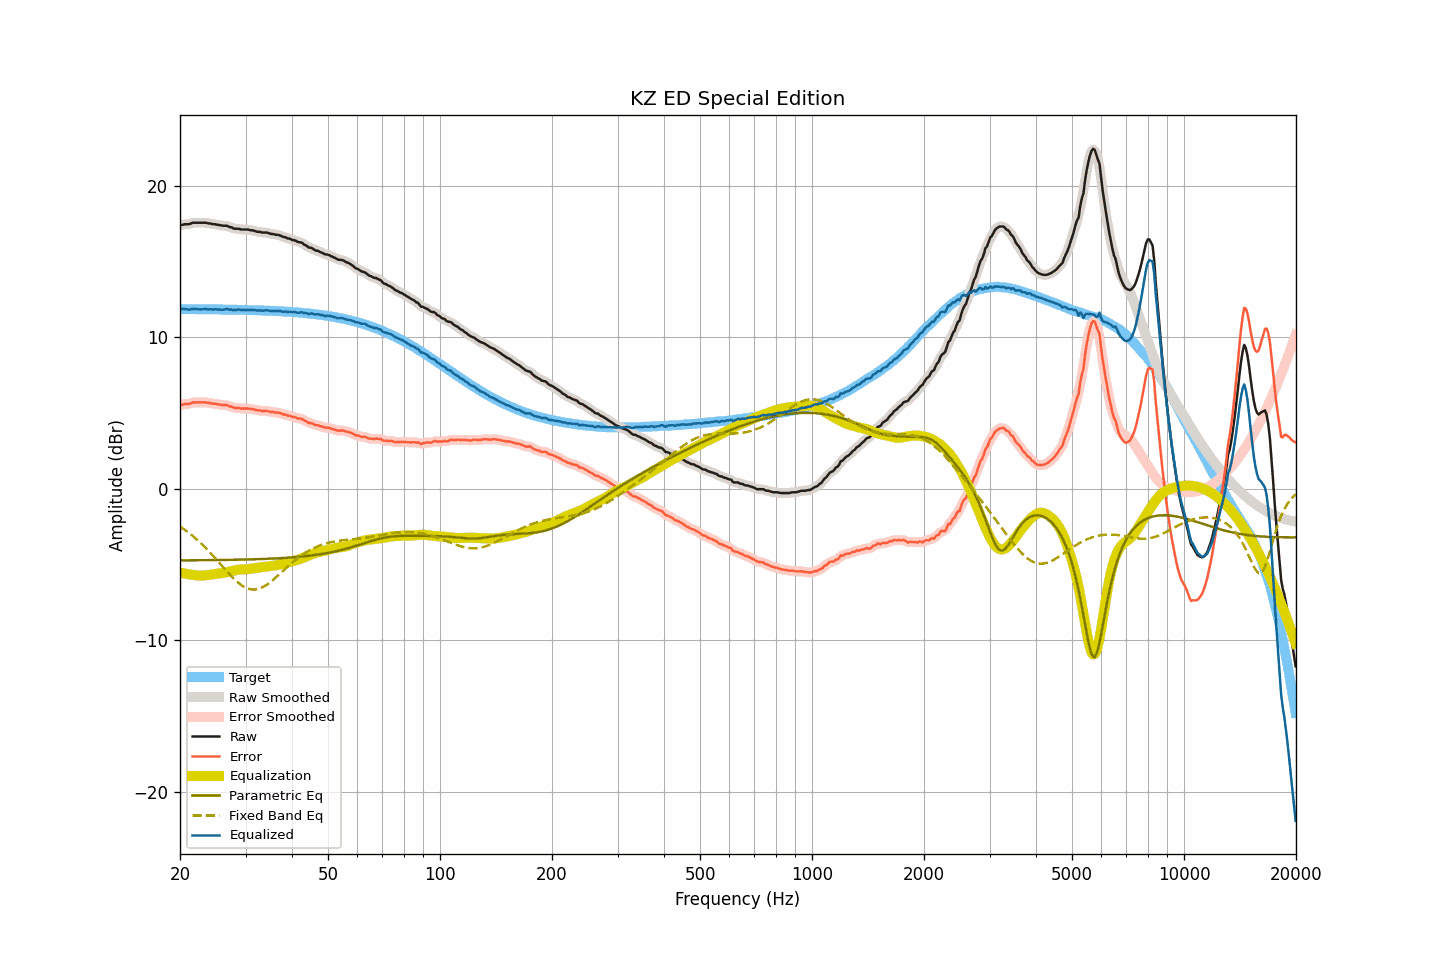 KZ ED Special Edition
Amplitude (dBr)
20
10
0
−10
−20
Target
Raw Smoothed
Error Smoothed
Raw
Error
Equalization
Parametric Eq
Fixed Band Eq
Equalized
20 50 100 200 500 1000 2000 5000 10000 20000
Frequency (Hz)